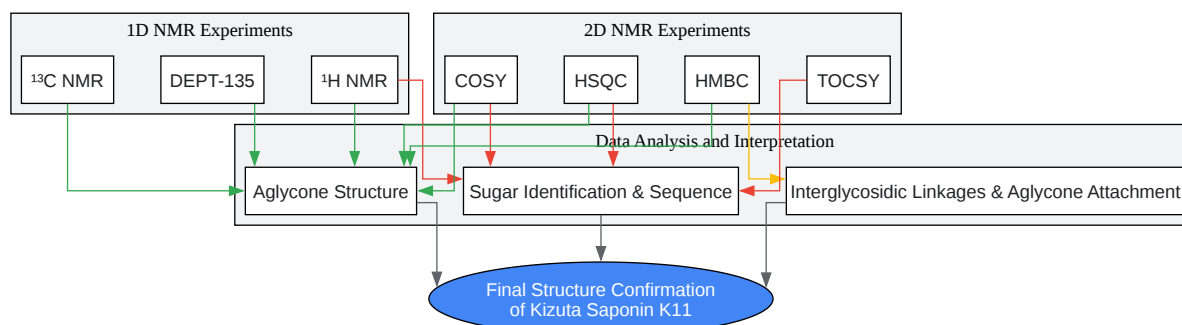 1D NMR Experiments
2D NMR Experiments
¹³C NMR
DEPT-135
¹H NMR
COSY
HSQC
HMBC
TOCSY
Data Analysis and Interpretation
Aglycone Structure
Sugar Identification & Sequence
Interglycosidic Linkages & Aglycone Attachment
Final Structure Confirmation
of Kizuta Saponin K11